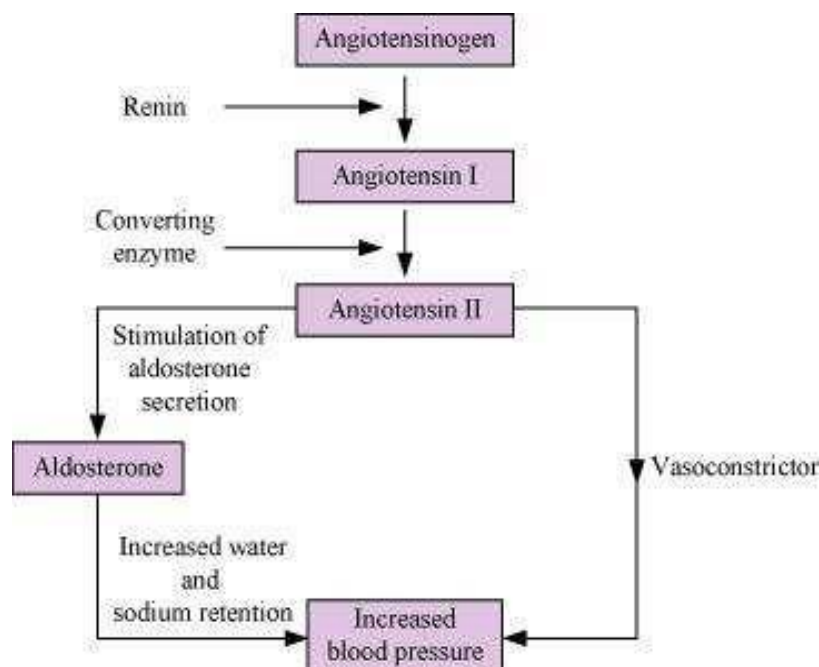 Angiotensinogen
Renin
Angiotensin I
Converting
enzyme
Angiotensin II
Stimulation of
aldosterone
secretion
Aldosterone
Vasoconstrictor
Increased water
and
sodium retention
Increased
blood pressure